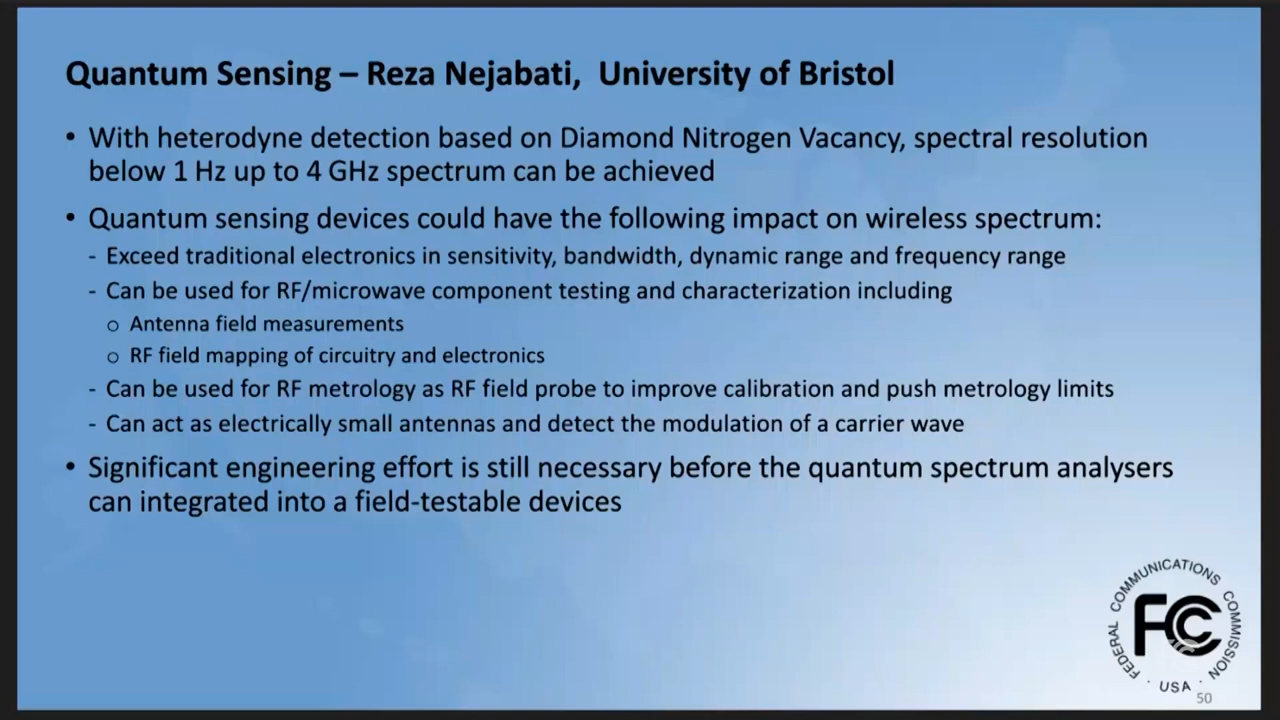 Quantum Sensing – Reza Nejabati,  University of Bristol
• With heterodyne detection based on Diamond Nitrogen Vacancy, spectral resolution
below 1 Hz up to 4 GHz spectrum can be achieved
• Quantum sensing devices could have the following impact on wireless spectrum:
- Exceed traditional electronics in sensitivity, bandwidth, dynamic range and frequency range
- Can be used for RF/microwave component testing and characterization including
o Antenna field measurements
o RF field mapping of circuitry and electronics
- Can be used for RF metrology as RF field probe to improve calibration and push metrology limits
- Can act as electrically small antennas and detect the modulation of a carrier wave
• Significant engineering effort is still necessary before the quantum spectrum analysers
can integrated into a field-testable devices
FEDERAL COMMUNICATIONS COMMISSION · USA ·
FCC
50